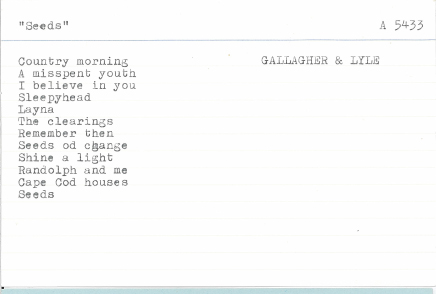 "Seeds" A 5433
Country morning GALLAGHER & LYLE
A misspent youth
I believe in you
Sleepyhead
Layna
The clearings
Remember then
Seeds od change
Shine a light
Randolph and me
Cape Cod houses
Seeds